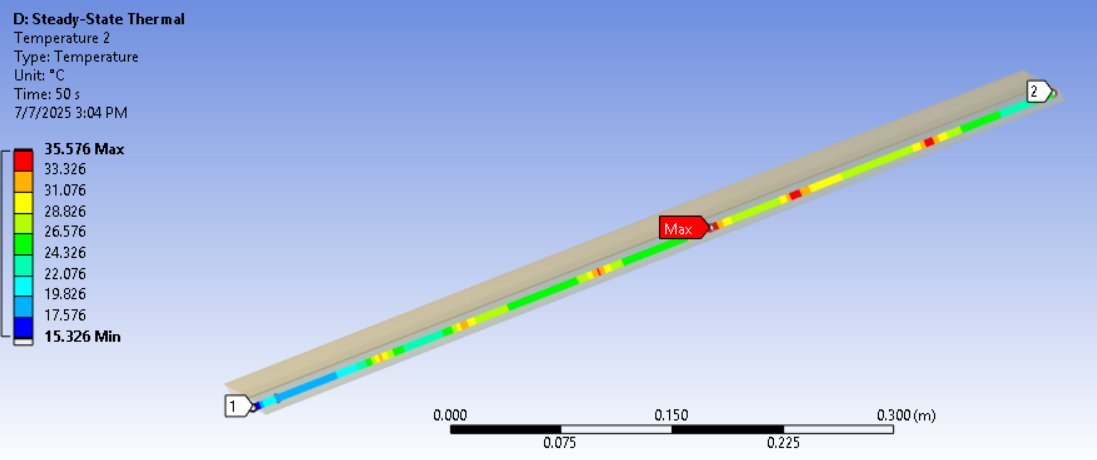 D: Steady-State Thermal
Temperature 2
Type: Temperature
Unit: °C
Time: 50 s
7/7/2025 3:04 PM
35.576 Max
33.326
31.076
28.826
26.576
24.326
22.076
19.826
17.576
15.326 Min
2
Max
1
0.000 0.150 0.300 (m)
0.075 0.225